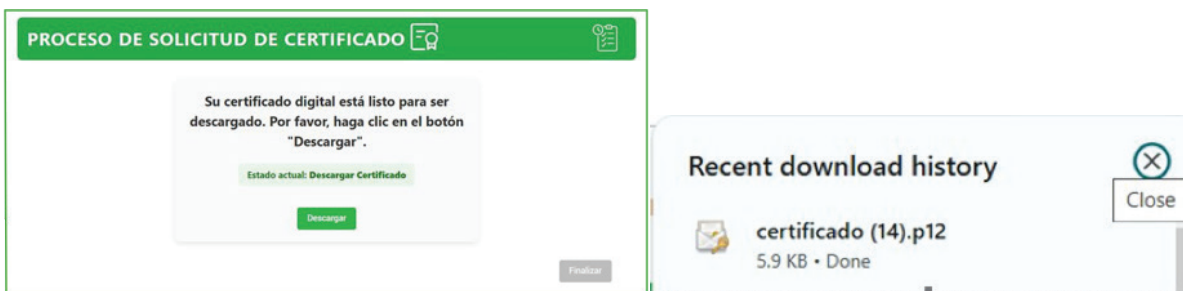 PROCESO DE SOLICITUD DE CERTIFICADO
Su certificado digital está listo para ser
descargado. Por favor, haga clic en el botón
"Descargar".
Estado actual: Descargar Certificado
Descargar
Finalizar
Recent download history
Close
certificado (14).p12
5.9 KB • Done